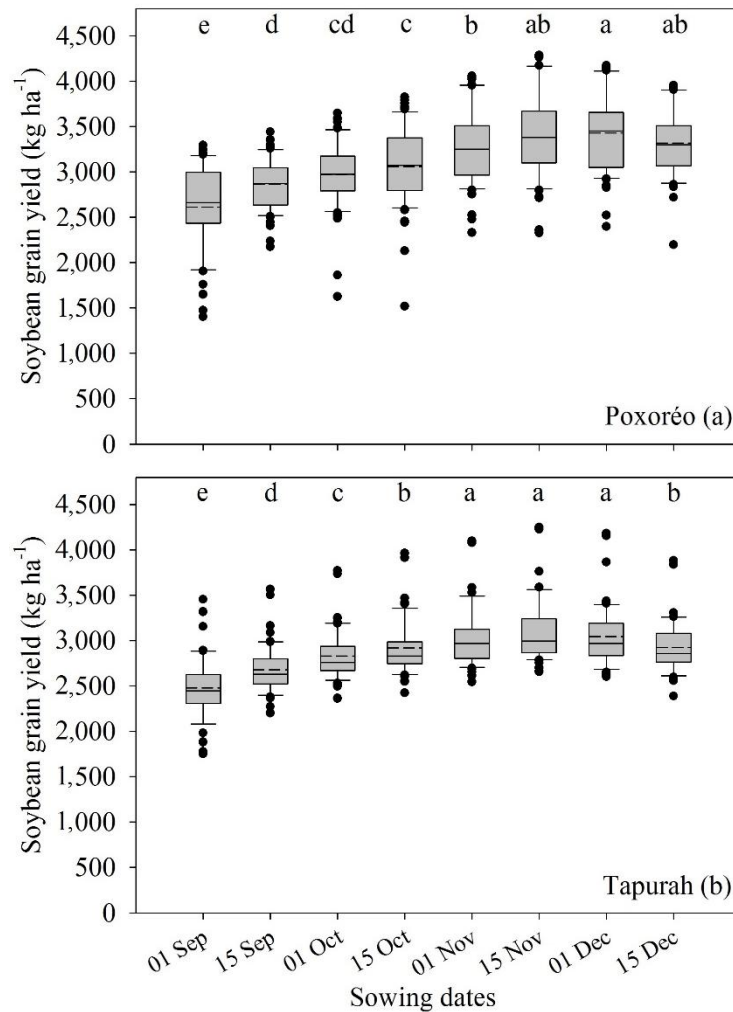 e d cd c b ab a ab
4,500
4,000
3,500
3,000
2,500
2,000
1,500
1,000
500
0
Soybean grain yield (kg ha⁻¹)
Poxoréo (a)
e d c b a a a b
4,500
4,000
3,500
3,000
2,500
2,000
1,500
1,000
500
0
Soybean grain yield (kg ha⁻¹)
Tapurah (b)
01 Sep 15 Sep 01 Oct 15 Oct 01 Nov 15 Nov 01 Dec 15 Dec
Sowing dates